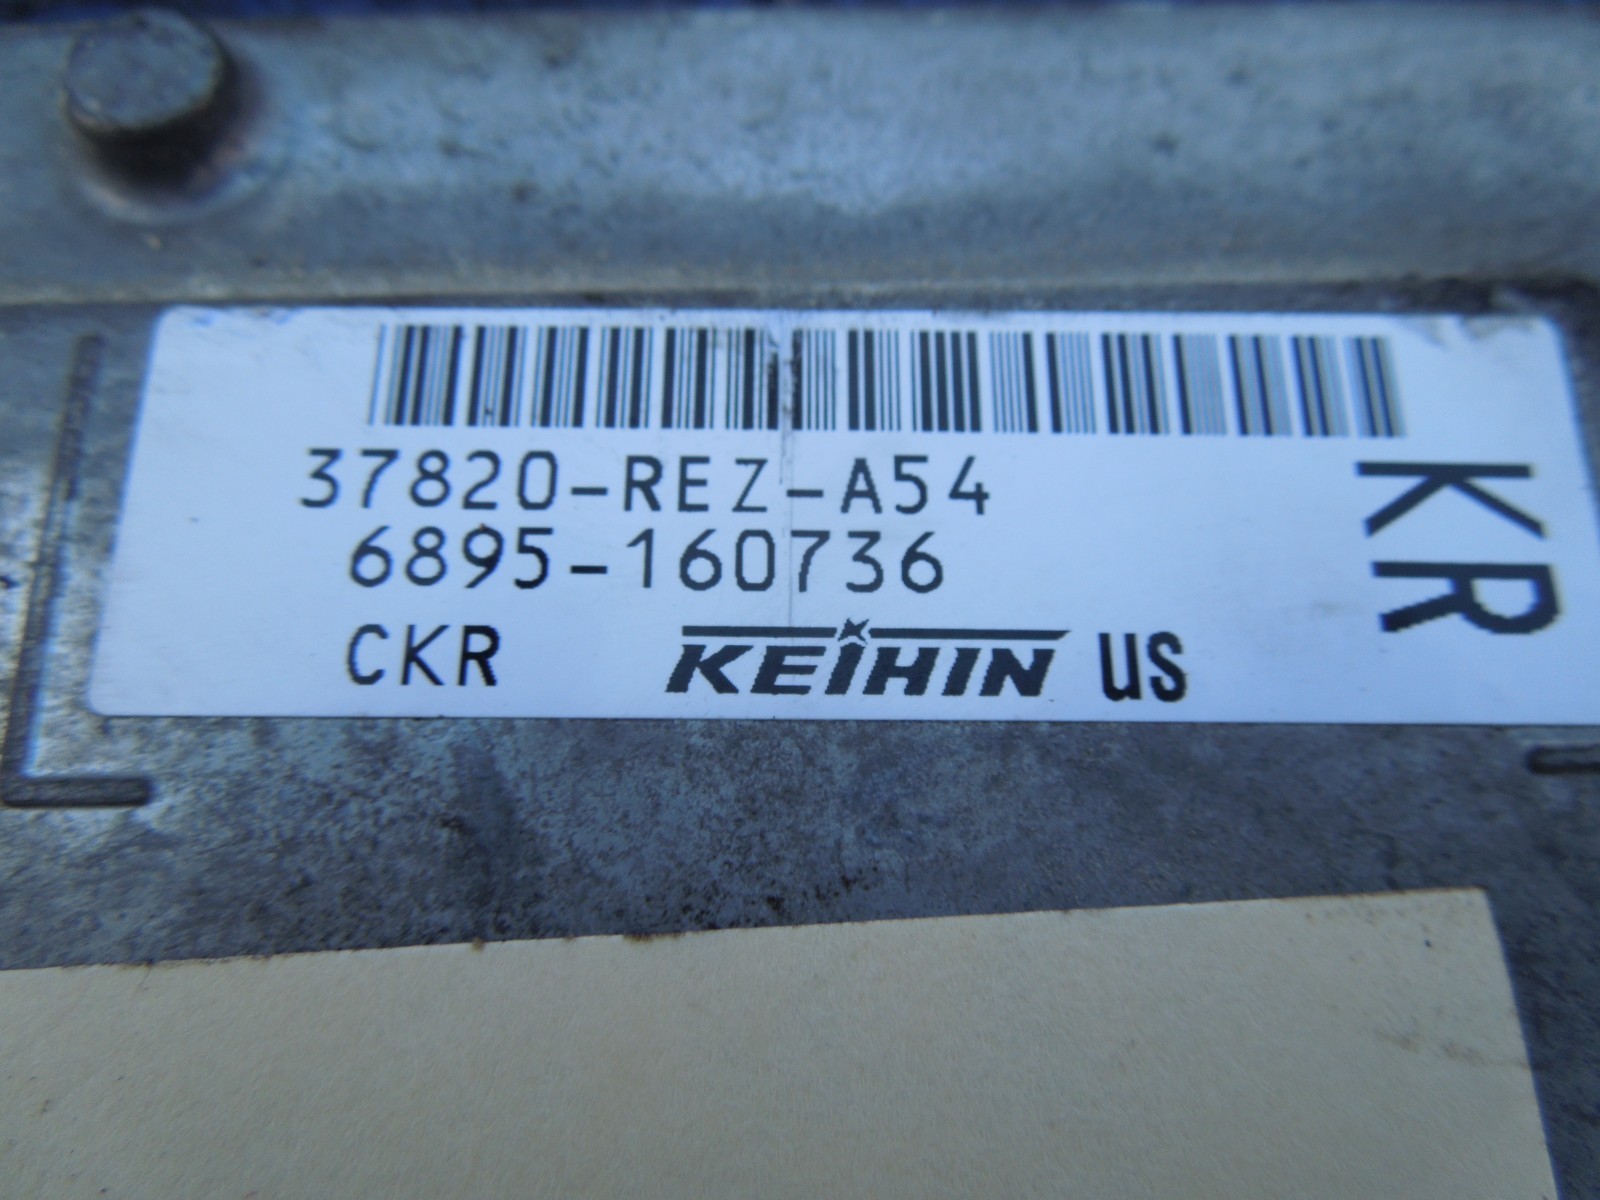 37820-REZ-A54
6895-160736
CKR KEIHIN US
KR